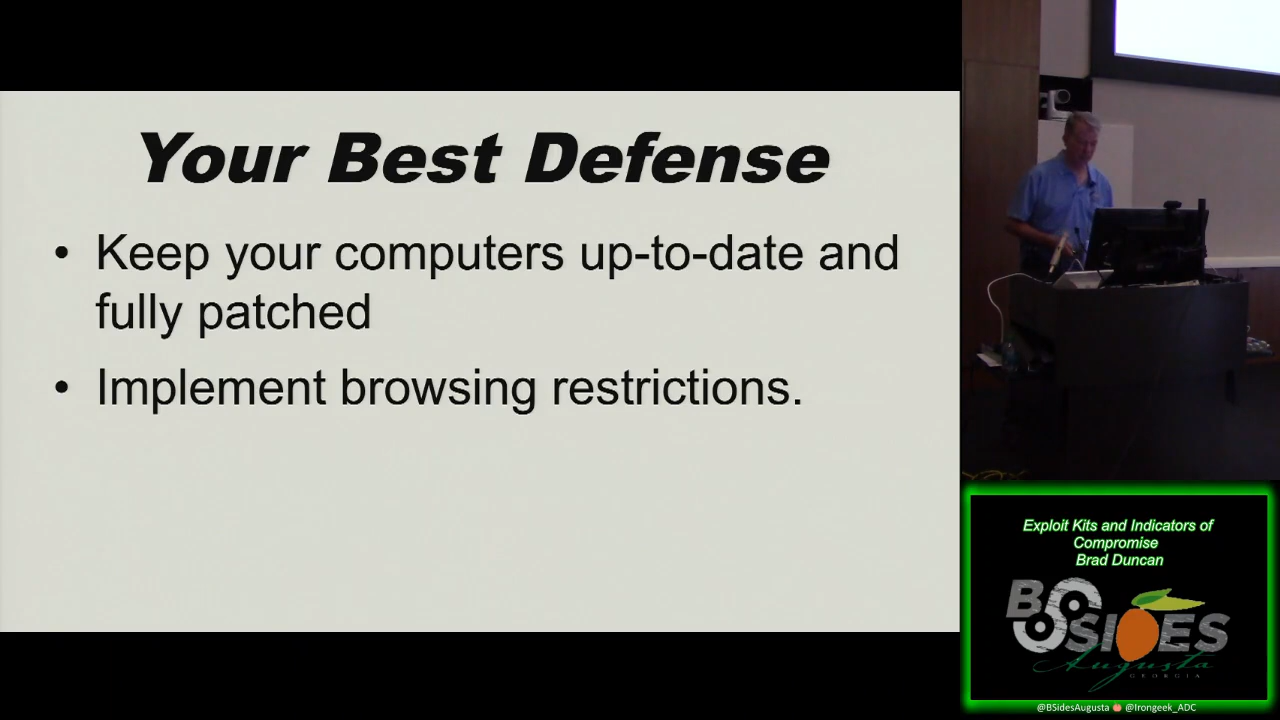 Your Best Defense
• Keep your computers up-to-date and
fully patched
• Implement browsing restrictions.
Exploit Kits and Indicators of
Compromise
Brad Duncan
BSIDES
Augusta
GEORGIA
@BSidesAugusta @Irongeek_ADC